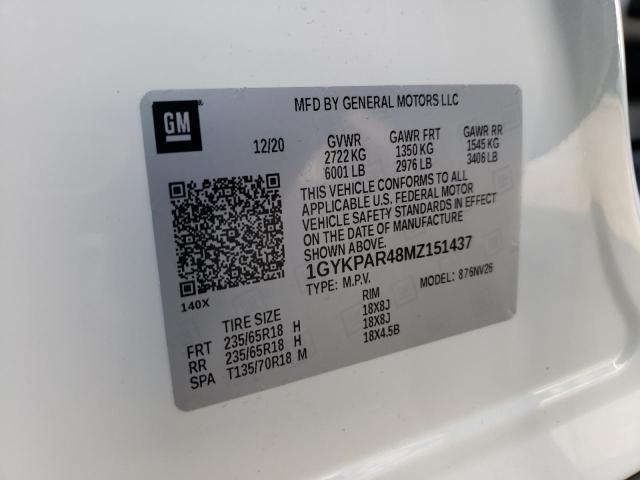 GM
MFD BY GENERAL MOTORS LLC
12/20
GVWR GAWR FRT GAWR RR
2722 KG 1350 KG 1545 KG
6001 LB 2976 LB 3406 LB
THIS VEHICLE CONFORMS TO ALL
APPLICABLE U.S. FEDERAL MOTOR
VEHICLE SAFETY STANDARDS IN EFFECT
ON THE DATE OF MANUFACTURE
SHOWN ABOVE.
1GYKPAR48MZ151437
TYPE: M.P.V. MODEL: 876NV26
140X
TIRE SIZE RIM
FRT 235/65R18 H 18X8J
RR 235/65R18 H 18X8J
SPA T135/70R18 M 18X4.5B